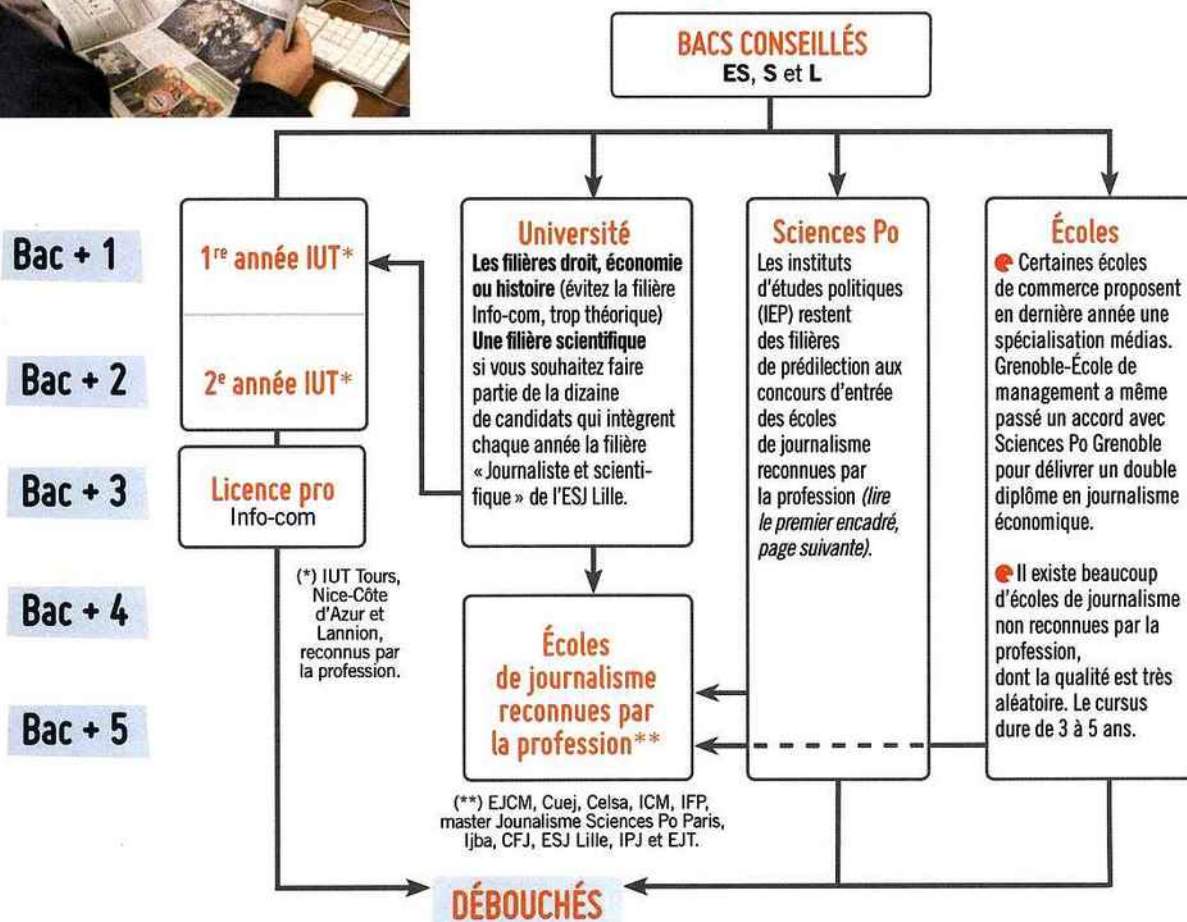 BACS CONSEILLÉS
ES, S et L
Bac + 1
Bac + 2
Bac + 3
Bac + 4
Bac + 5
1re année IUT*
2e année IUT*
Licence pro
Info-com
(*) IUT Tours,
Nice-Côte
d'Azur et
Lannion,
reconnus par
la profession.
Université
Les filières droit, économie
ou histoire (évitez la filière
Info-com, trop théorique)
Une filière scientifique
si vous souhaitez faire
partie de la dizaine
de candidats qui intègrent
chaque année la filière
« Journaliste et scienti-
fique » de l'ESJ Lille.
Écoles
de journalisme
reconnues par
la profession**
(**) EJCM, Cuej, Celsa, ICM, IFP,
master Jounalisme Sciences Po Paris,
Ijba, CFJ, ESJ Lille, IPJ et EJT.
Sciences Po
Les instituts
d'études politiques
(IEP) restent
des filières
de prédilection aux
concours d'entrée
des écoles
de journalisme
reconnues par
la profession (lire
le premier encadré,
page suivante).
Écoles
Certaines écoles
de commerce proposent
en dernière année une
spécialisation médias.
Grenoble-École de
management a même
passé un accord avec
Sciences Po Grenoble
pour délivrer un double
diplôme en journalisme
économique.
Il existe beaucoup
d'écoles de journalisme
non reconnues par la
profession,
dont la qualité est très
aléatoire. Le cursus
dure de 3 à 5 ans.
DÉBOUCHÉS